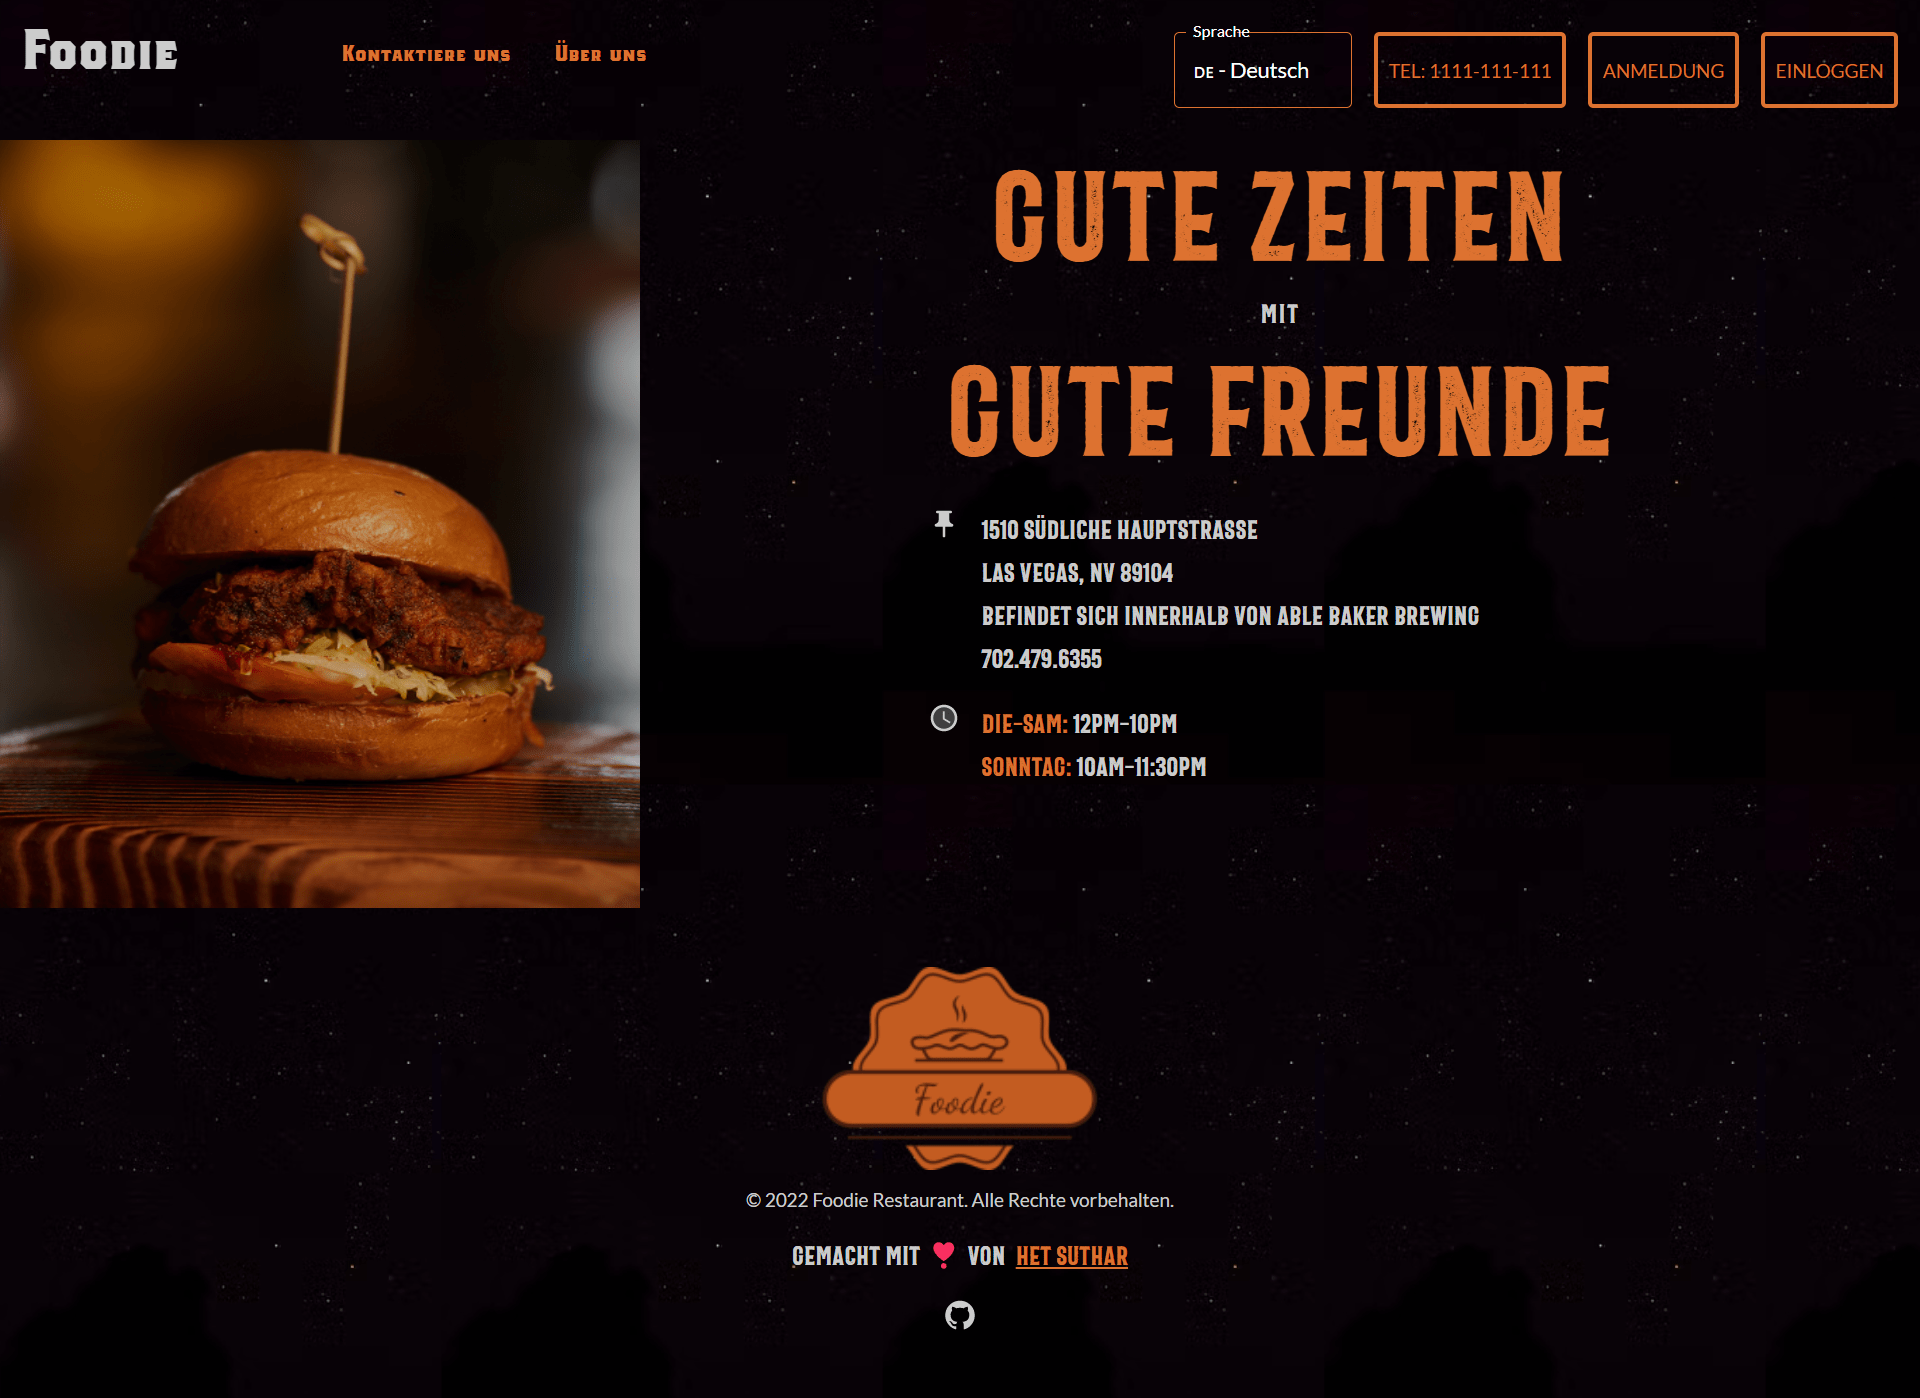 Foodie
Kontaktiere uns
Über uns
Sprache
DE - Deutsch
TEL: 1111-111-111
ANMELDUNG
EINLOGGEN
GUTE ZEITEN
MIT
GUTE FREUNDE
1510 SÜDLICHE HAUPTSTRASSE
LAS VEGAS, NV 89104
BEFINDET SICH INNERHALB VON ABLE BAKER BREWING
702.479.6355
DIE-SAM: 12PM-10PM
SONNTAG: 10AM-11:30PM
Foodie
© 2022 Foodie Restaurant. Alle Rechte vorbehalten.
GEMACHT MIT ❣ VON HET SUTHAR